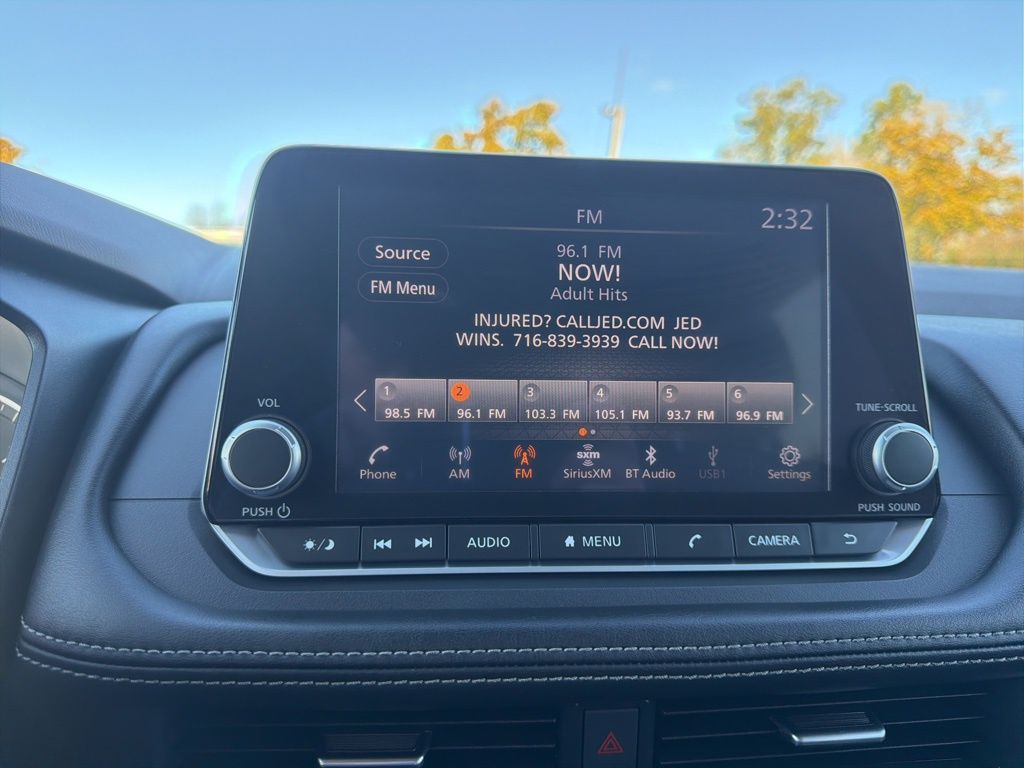 FM
2:32
Source
96.1 FM
NOW!
FM Menu
Adult Hits
INJURED? CALLJED.COM JED
WINS. 716-839-3939 CALL NOW!
1 2 3 4 5 6
98.5 FM 96.1 FM 103.3 FM 105.1 FM 93.7 FM 96.9 FM
VOL
TUNE·SCROLL
sxm
Phone AM FM SiriusXM BT Audio USB1 Settings
PUSH
PUSH SOUND
AUDIO MENU CAMERA